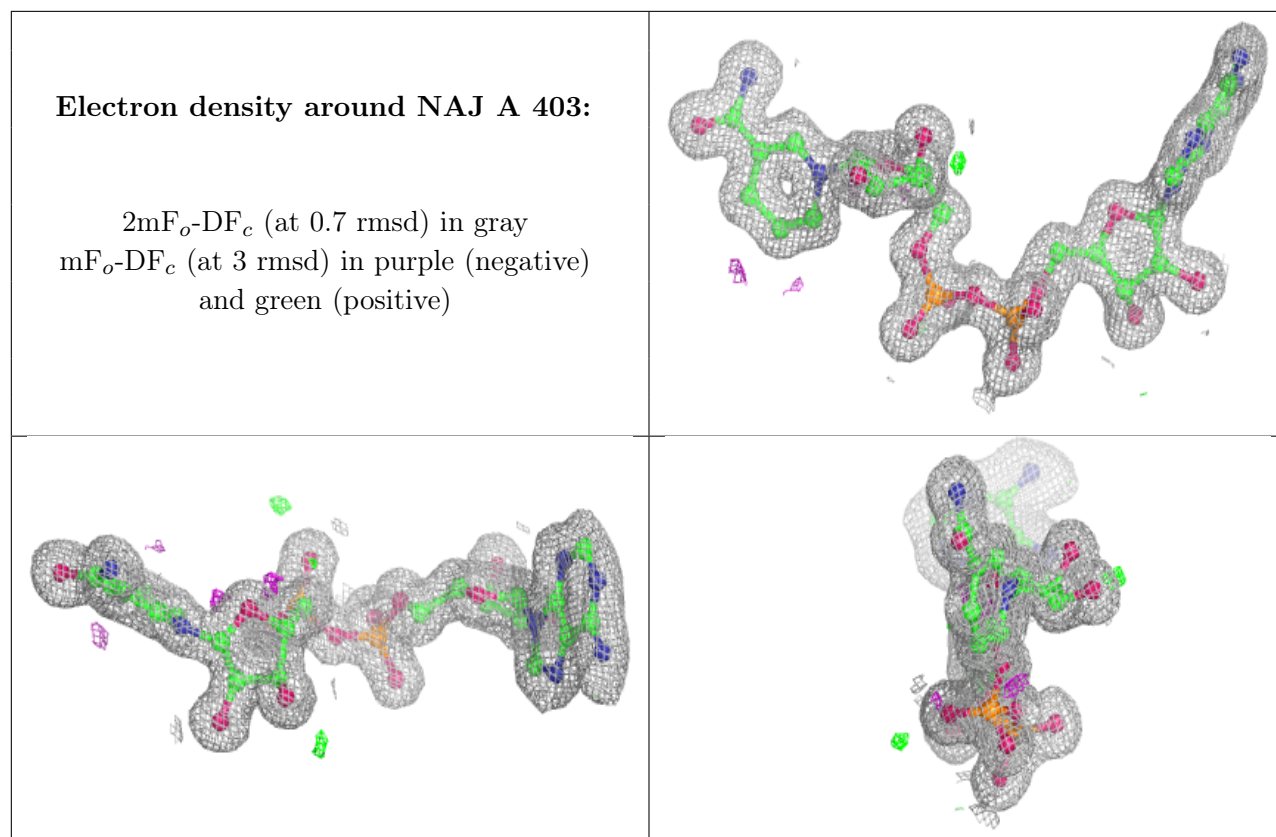 Electron density around NAJ A 403:
2mFo-DFc (at 0.7 rmsd) in gray
mFo-DFc (at 3 rmsd) in purple (negative)
and green (positive)